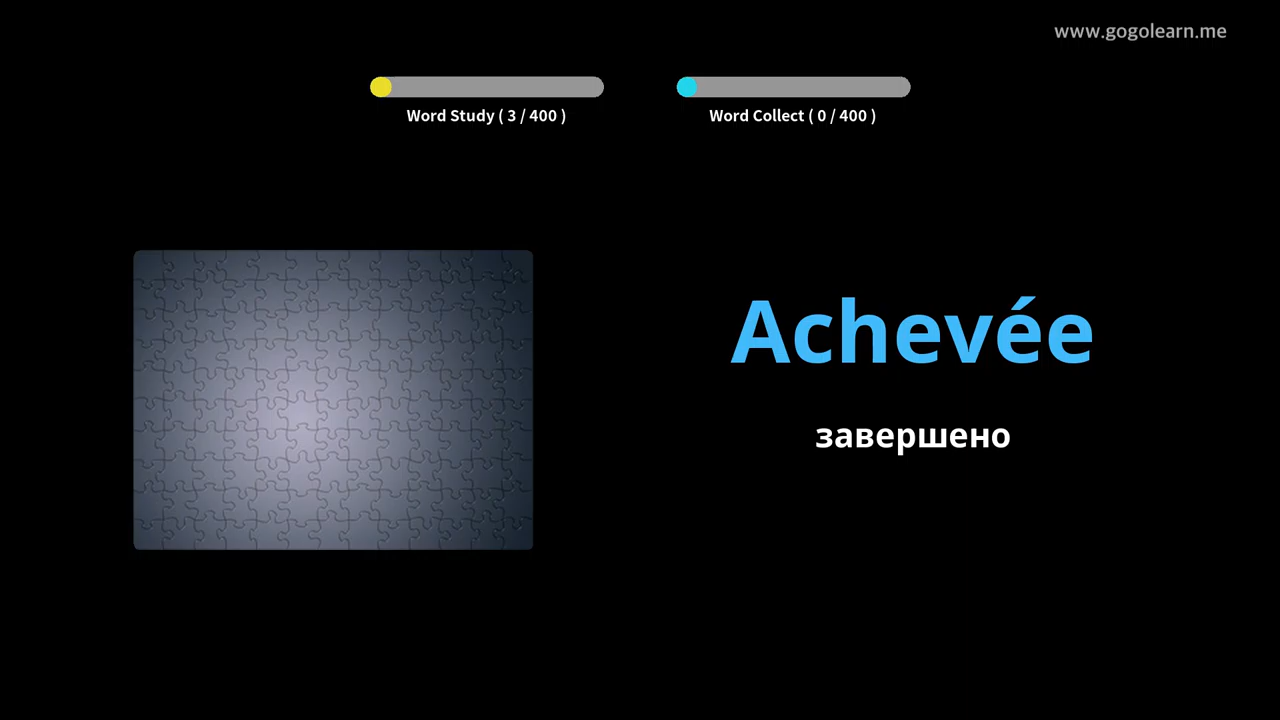 www.gogolearn.me
Word Study ( 3 / 400 )
Word Collect ( 0 / 400 )
Achevée
завершено